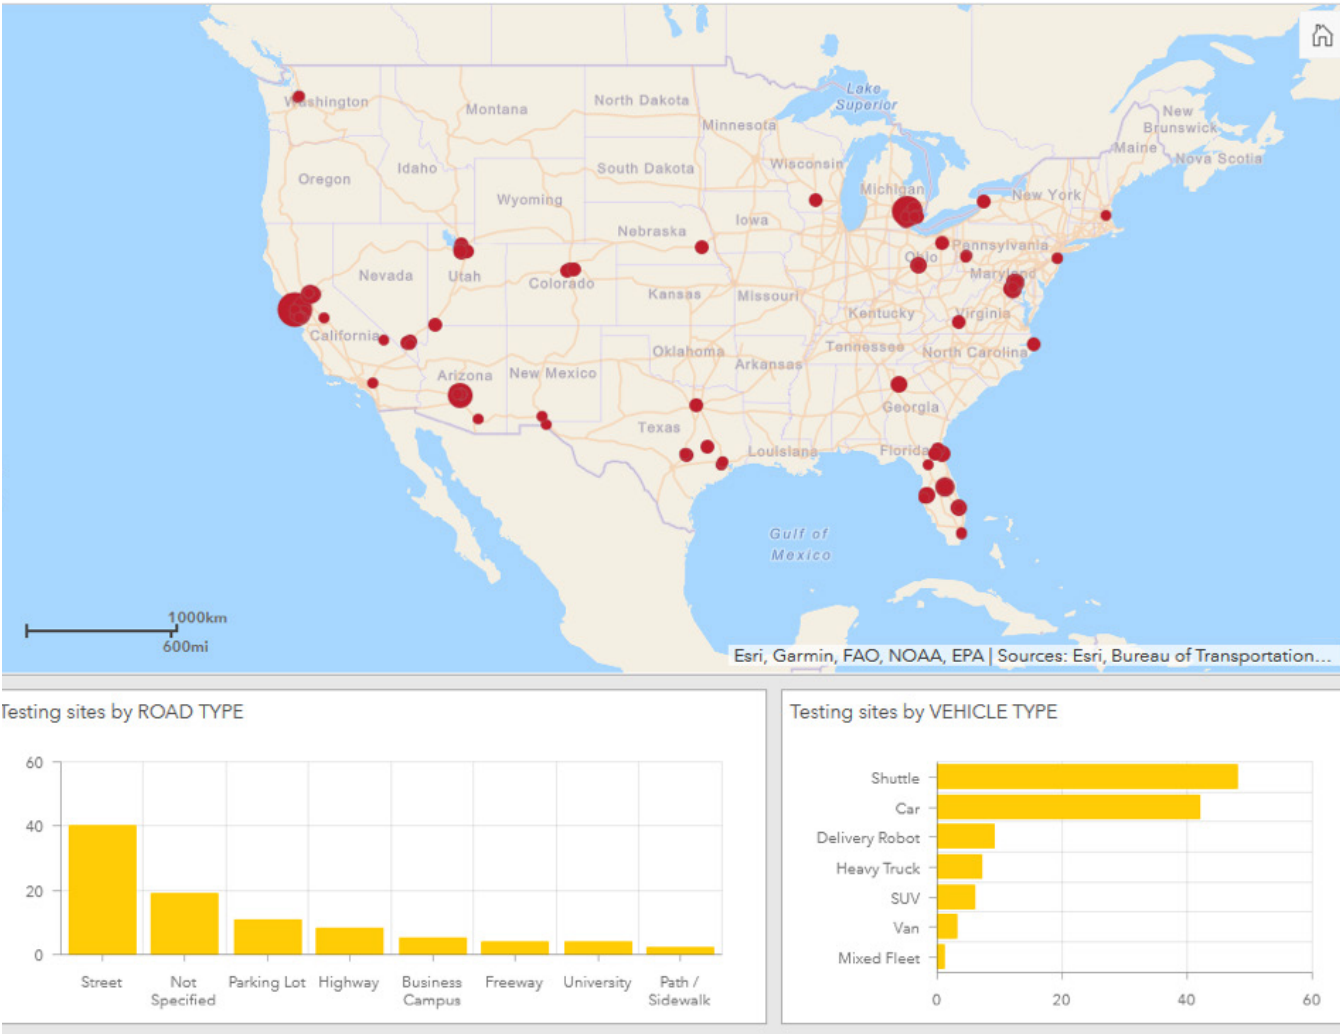 Lake
Superior
Washington
Montana
North Dakota
Minnesota
New
Brunswick
Maine
Nova Scotia
Wisconsin
Idaho
South Dakota
Oregon
Michigan
New York
Wyoming
Iowa
Nebraska
Pennsylvania
Ohio
Nevada
Utah
Colorado
Maryland
Kansas
Missouri
Kentucky
Virginia
California
Oklahoma
Tennessee
North Carolina
Arkansas
Arizona
New Mexico
Georgia
Texas
Louisiana
Florida
Gulf of
Mexico
1000km
600mi
Esri, Garmin, FAO, NOAA, EPA | Sources: Esri, Bureau of Transportation...
Testing sites by ROAD TYPE
60
40
20
0
Street
Not
Specified
Parking Lot
Highway
Business
Campus
Freeway
University
Path /
Sidewalk
Testing sites by VEHICLE TYPE
Shuttle
Car
Delivery Robot
Heavy Truck
SUV
Van
Mixed Fleet
0
20
40
60